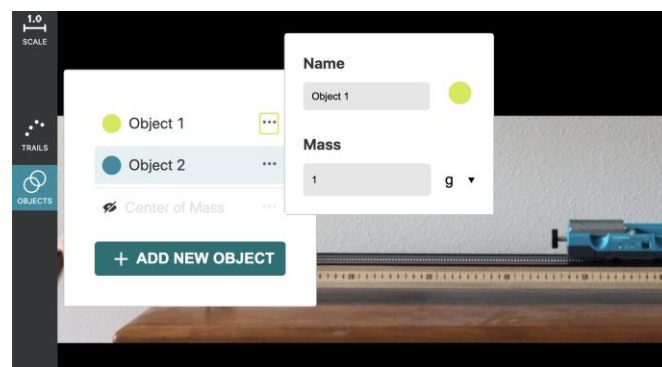 1.0
SCALE
TRAILS
OBJECTS
Object 1 ...
Object 2 ...
Center of Mass ...
+ ADD NEW OBJECT
Name
Object 1
Mass
1 g